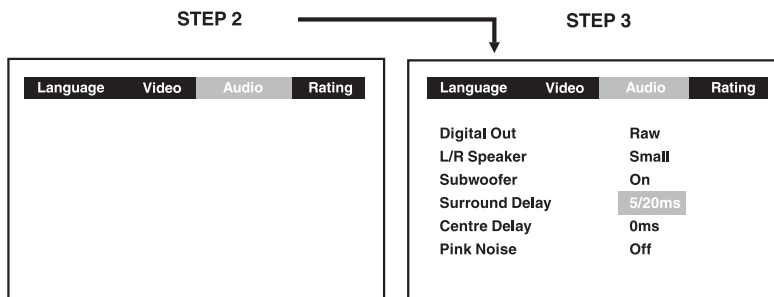 STEP 2
STEP 3
Language Video Audio Rating
Language Video Audio Rating
Digital Out Raw
L/R Speaker Small
Subwoofer On
Surround Delay 5/20ms
Centre Delay 0ms
Pink Noise Off